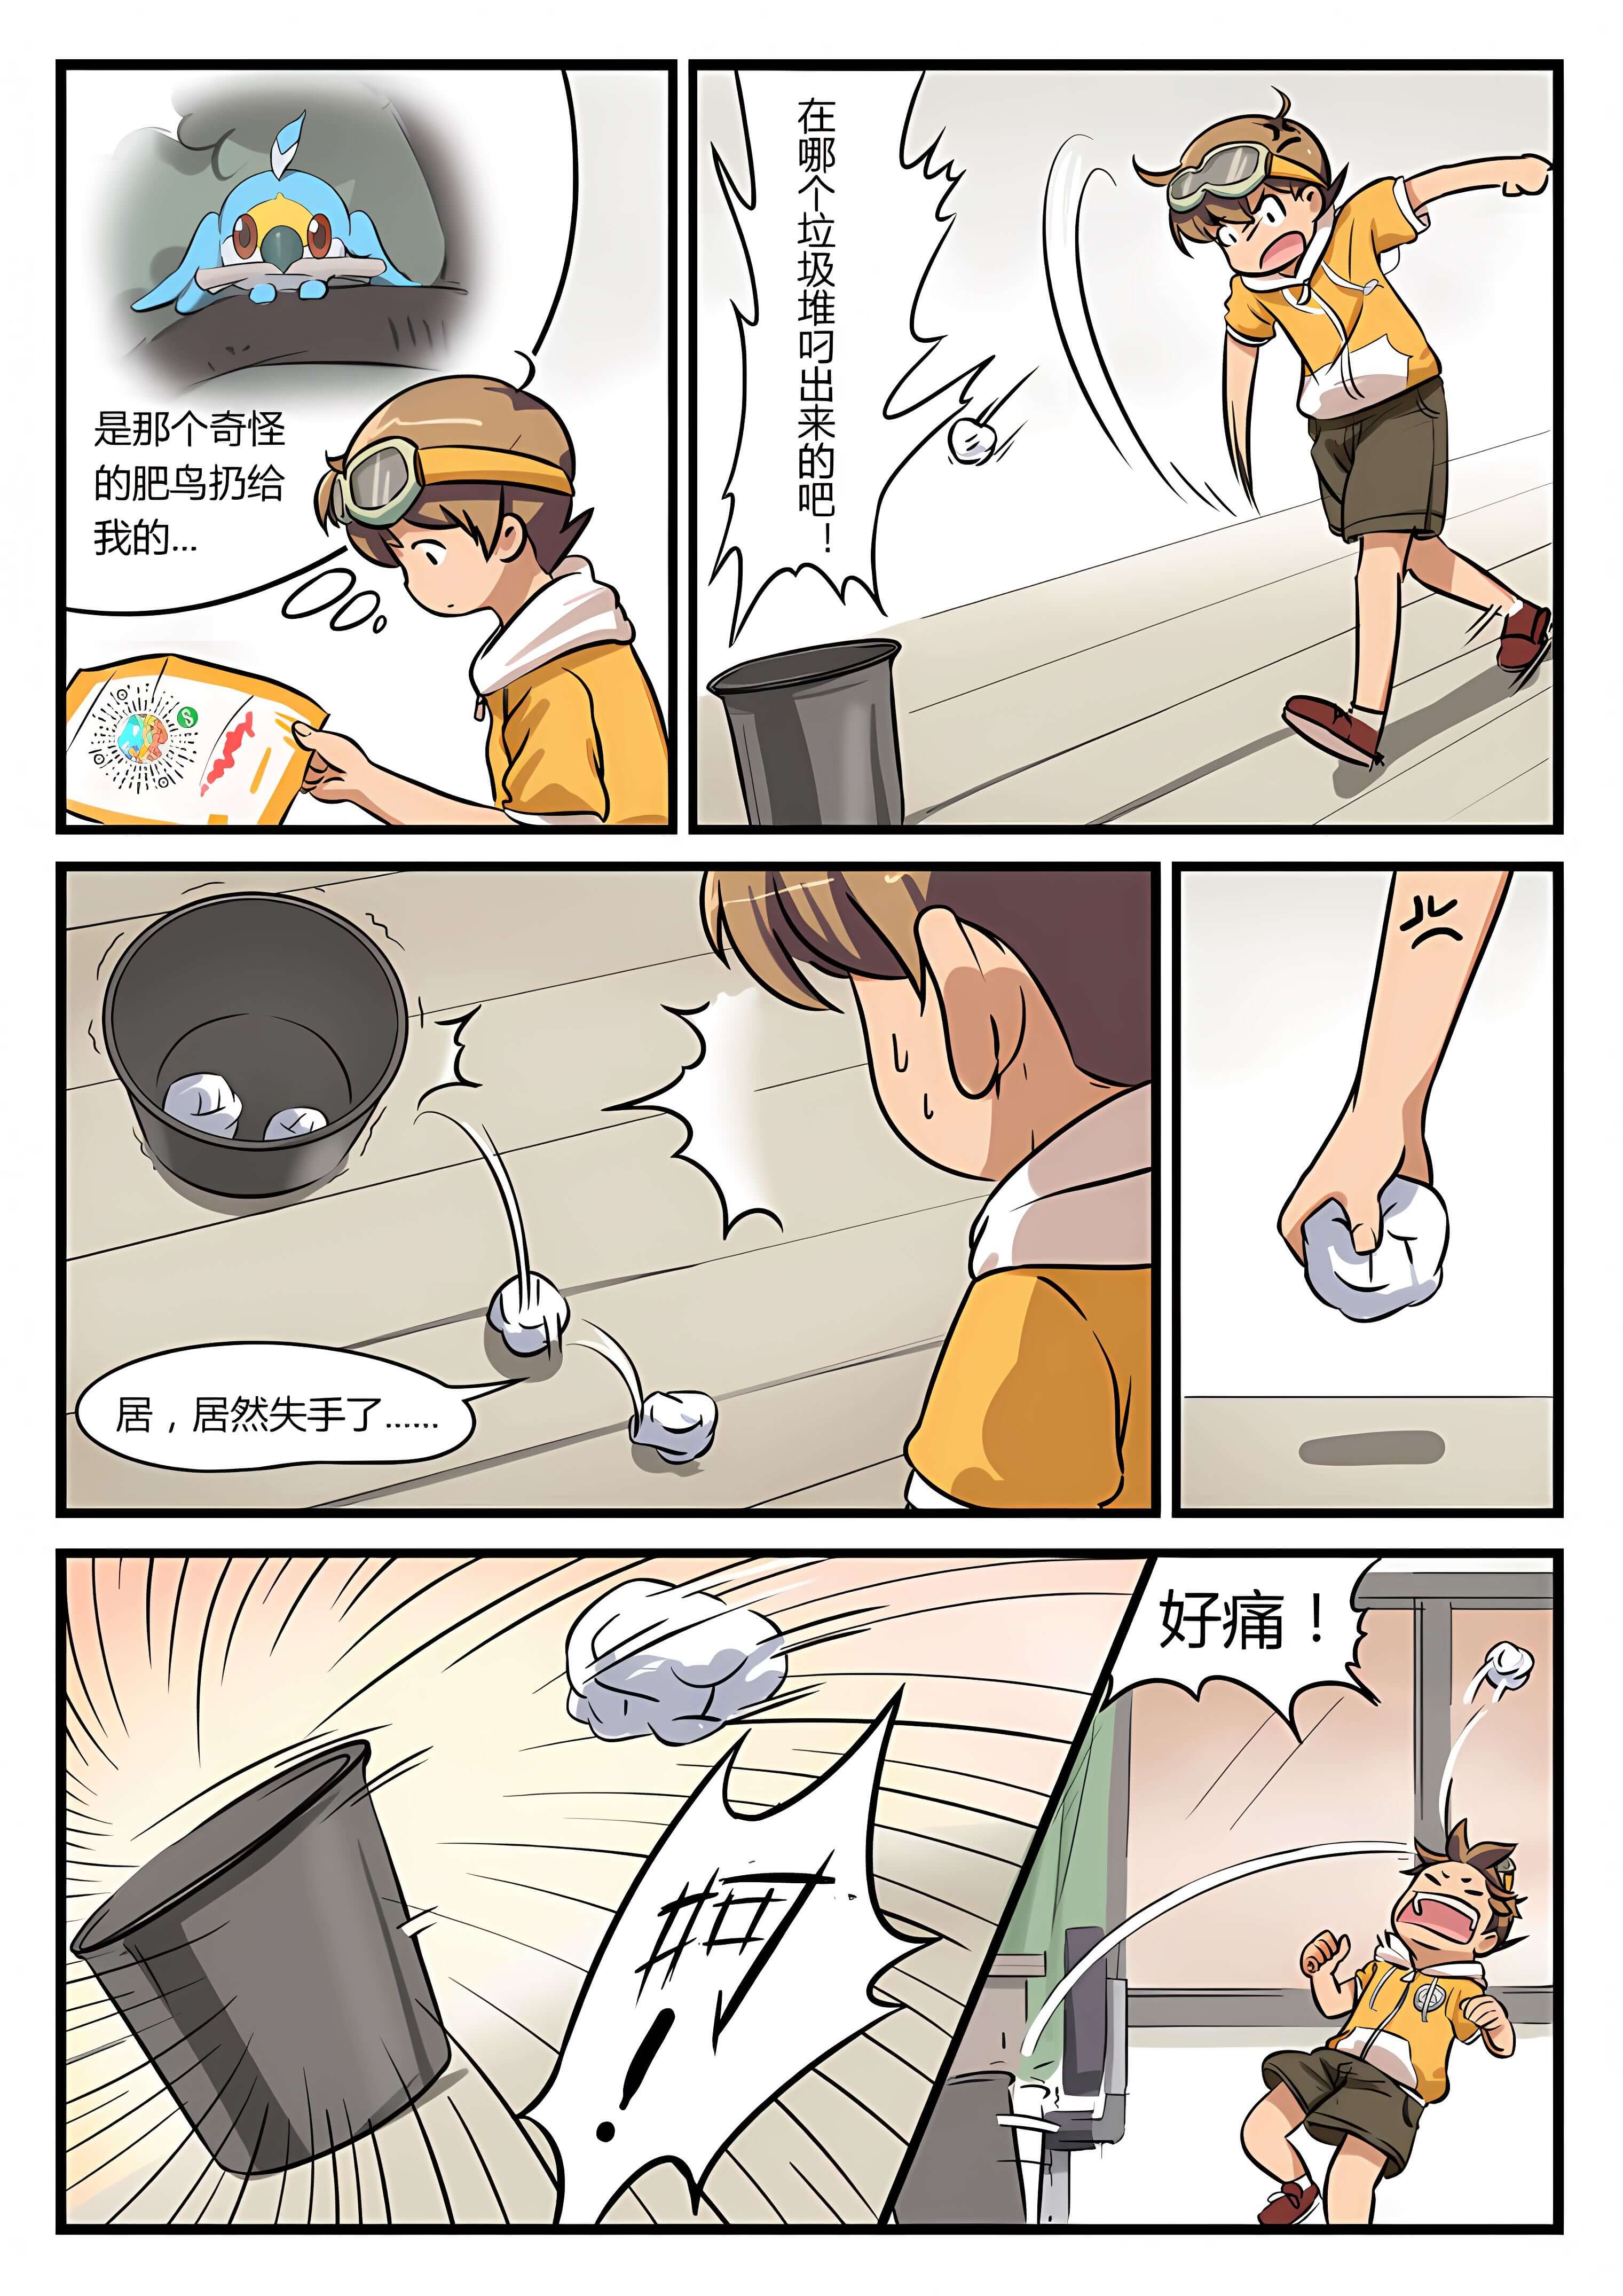 是那个奇怪
的肥鸟扔给
我的...
在哪个垃圾堆叼出来的吧！
居，居然失手了......
好痛！